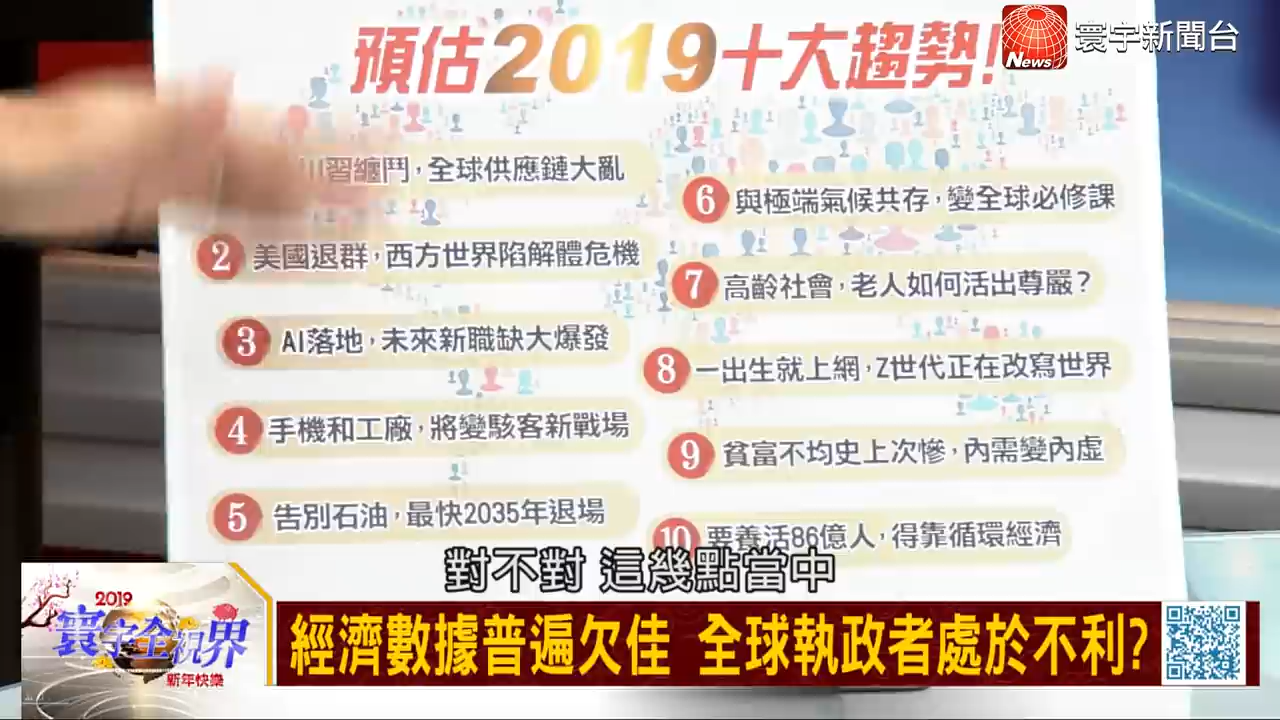 預估2019十大趨勢!
News
寰宇新聞台
習纏鬥,全球供應鏈大亂
2 美國退群,西方世界陷解體危機
3 AI落地,未來新職缺大爆發
4 手機和工廠,將變駭客新戰場
5 告別石油,最快2035年退場
6 與極端氣候共存,變全球必修課
7 高齡社會,老人如何活出尊嚴?
8 一出生就上網,Z世代正在改寫世界
9 貧富不均史上次慘,內需變內虛
10 要養活86億人,得靠循環經濟
對不對 這幾點當中
2019
寰宇全視界
新年快樂
經濟數據普遍欠佳 全球執政者處於不利?